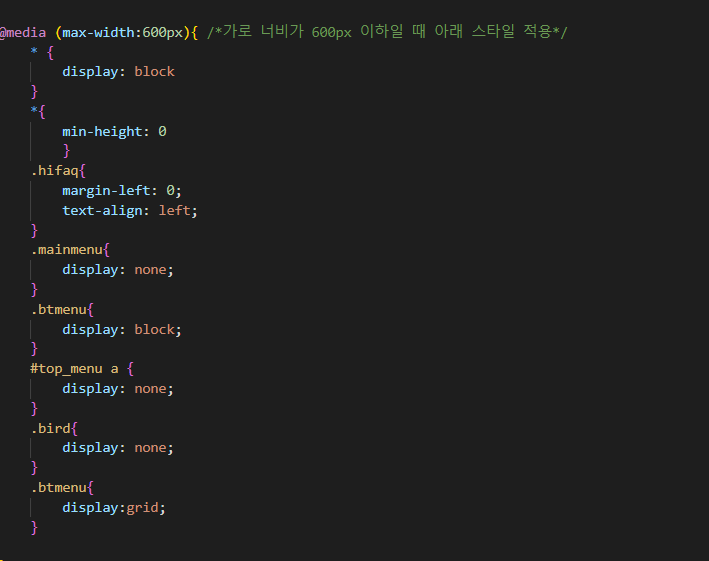 @media (max-width:600px){ /*가로 너비가 600px 이하일 때 아래 스타일 적용*/
* {
display: block
}
*{
min-height: 0
}
.hifaq{
margin-left: 0;
text-align: left;
}
.mainmenu{
display: none;
}
.btmenu{
display: block;
}
#top_menu a {
display: none;
}
.bird{
display: none;
}
.btmenu{
display:grid;
}